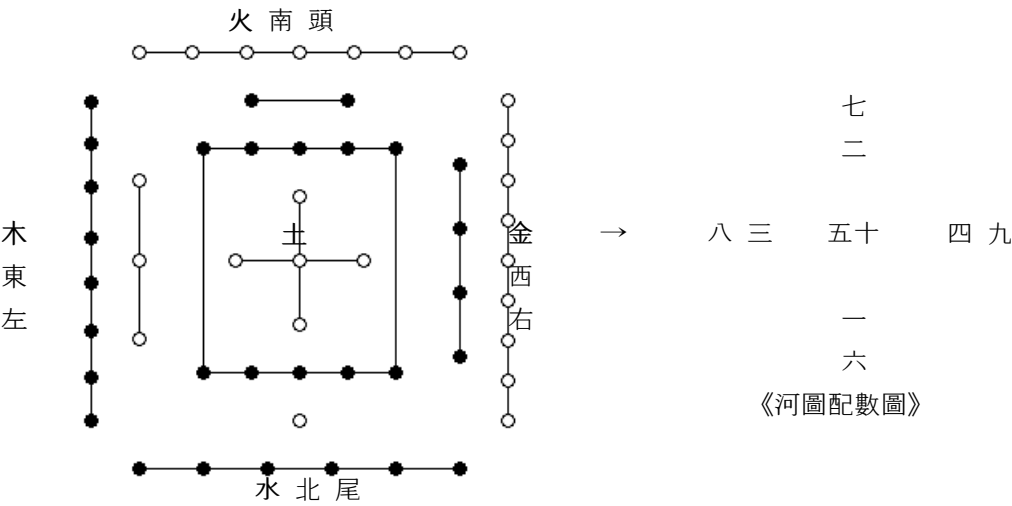 火 南 頭
七
二
木
東
左
土
金
西
右
→
八 三 五十 四 九
一
六
《河圖配數圖》
水 北 尾